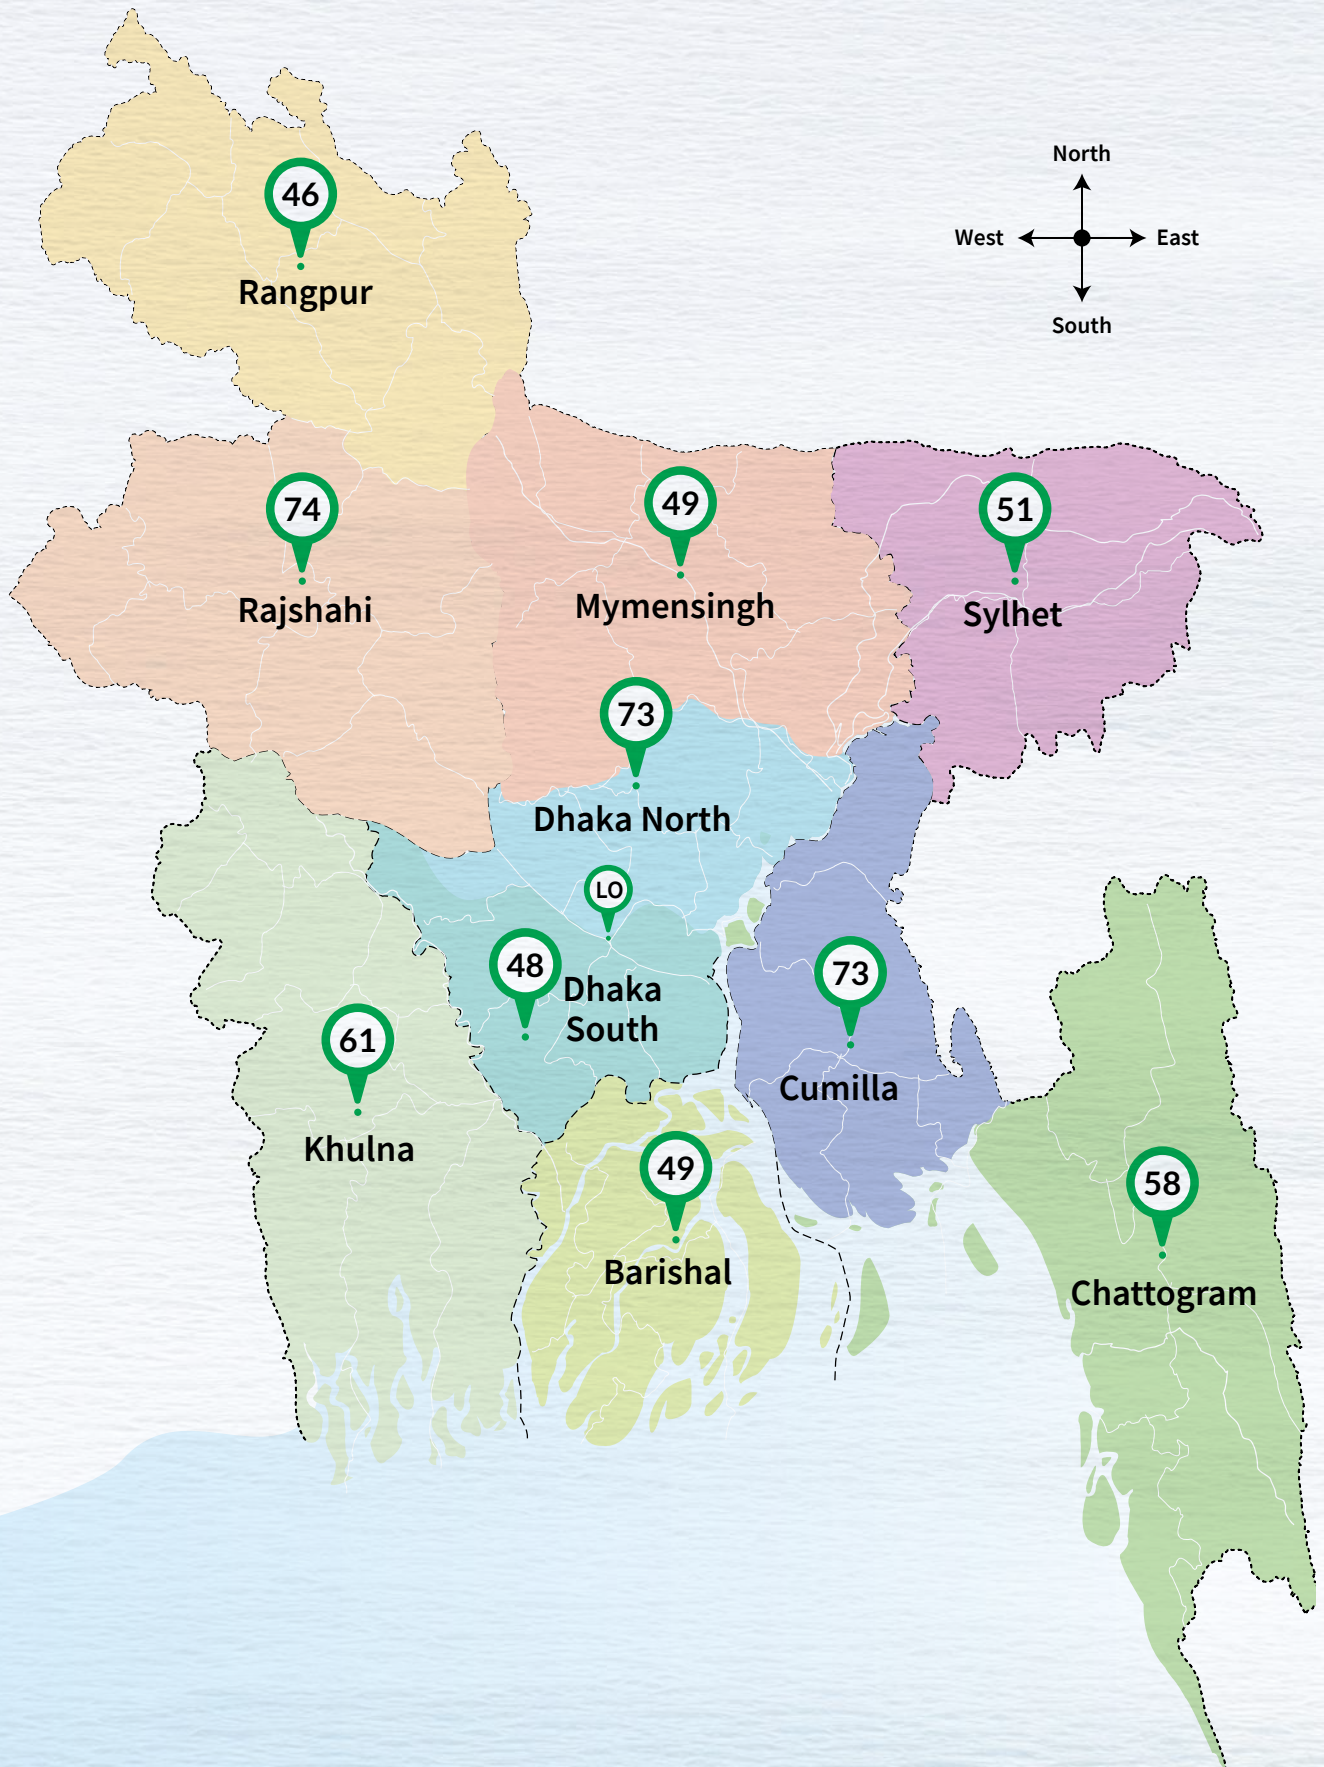 North
West
East
South
46
Rangpur
74
Rajshahi
49
Mymensingh
51
Sylhet
73
Dhaka North
LO
48
Dhaka
South
73
Cumilla
61
Khulna
49
Barishal
58
Chattogram